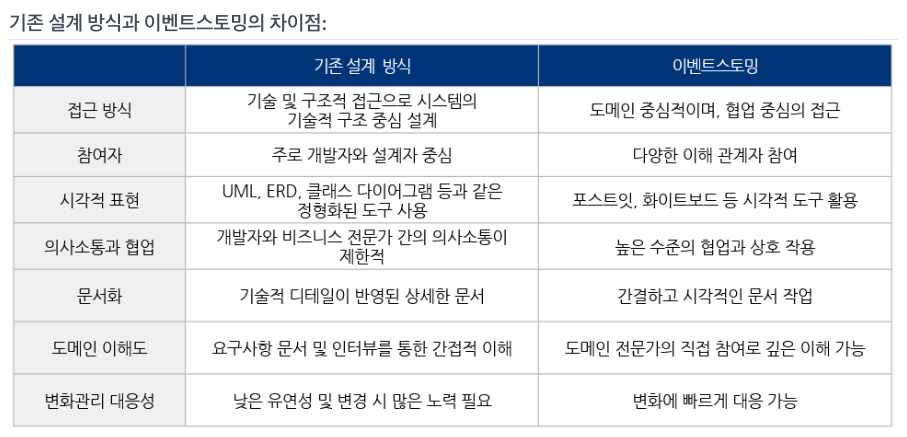 기존 설계 방식과 이벤트스토밍의 차이점:
기존 설계 방식
이벤트스토밍
접근 방식
기술 및 구조적 접근으로 시스템의
기술적 구조 중심 설계
도메인 중심적이며, 협업 중심의 접근
참여자
주로 개발자와 설계자 중심
다양한 이해 관계자 참여
시각적 표현
UML, ERD, 클래스 다이어그램 등과 같은
정형화된 도구 사용
포스트잇, 화이트보드 등 시각적 도구 활용
의사소통과 협업
개발자와 비즈니스 전문가 간의 의사소통이
제한적
높은 수준의 협업과 상호 작용
문서화
기술적 디테일이 반영된 상세한 문서
간결하고 시각적인 문서 작업
도메인 이해도
요구사항 문서 및 인터뷰를 통한 간접적 이해
도메인 전문가의 직접 참여로 깊은 이해 가능
변화관리 대응성
낮은 유연성 및 변경 시 많은 노력 필요
변화에 빠르게 대응 가능